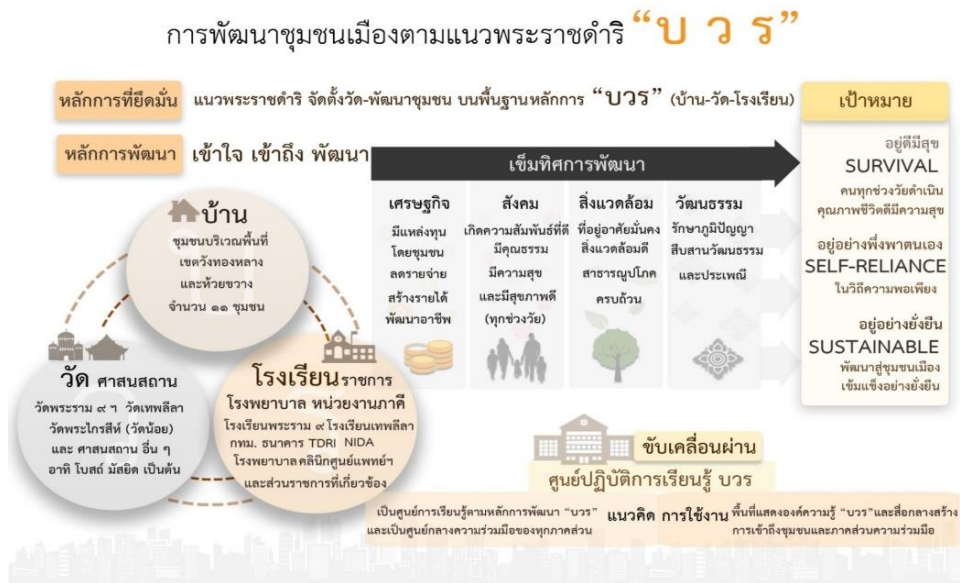 การพัฒนาชุมชนเมืองตามแนวพระราชดำริ “บ ว ร”
หลักการที่ยึดมั่น
แนวพระราชดำริ จัดตั้งวัด-พัฒนาชุมชน บนพื้นฐานหลักการ “บวร” (บ้าน-วัด-โรงเรียน)
หลักการพัฒนา
เข้าใจ เข้าถึง พัฒนา
บ้าน
ชุมชนบริเวณพื้นที่
เขตวังทองหลาง
และห้วยขวาง
จำนวน ๑๑ ชุมชน
วัด ศาสนสถาน
วัดพระราม ๙ ฯ วัดเทพลีลา
วัดพระไกรสีห์ (วัดน้อย)
และ ศาสนสถาน อื่น ๆ
อาทิ โบสถ์ มัสยิด เป็นต้น
โรงเรียน ราชการ
โรงพยาบาล หน่วยงานภาคี
โรงเรียนพระราม ๙ โรงเรียนเทพลีลา
กทม. ธนาคาร TDRI NIDA
โรงพยาบาล คลินิกศูนย์แพทย์ฯ
และส่วนราชการที่เกี่ยวข้อง
เข็มทิศการพัฒนา
เศรษฐกิจ
มีแหล่งทุน
โดยชุมชน
ลดรายจ่าย
สร้างรายได้
พัฒนาอาชีพ
สังคม
เกิดความสัมพันธ์ที่ดี
มีคุณธรรม
มีความสุข
และมีสุขภาพดี
(ทุกช่วงวัย)
สิ่งแวดล้อม
ที่อยู่อาศัยมั่นคง
สิ่งแวดล้อมดี
สาธารณูปโภค
ครบถ้วน
วัฒนธรรม
รักษาภูมิปัญญา
สืบสานวัฒนธรรม
และประเพณี
เป้าหมาย
อยู่ดีมีสุข
SURVIVAL
คนทุกช่วงวัยดำเนิน
คุณภาพชีวิตดีมีความสุข
อยู่อย่างพึ่งพาตนเอง
SELF-RELIANCE
ในวิถีความพอเพียง
อยู่อย่างยั่งยืน
SUSTAINABLE
พัฒนาสู่ชุมชนเมือง
เข้มแข็งอย่างยั่งยืน
ขับเคลื่อนผ่าน
ศูนย์ปฏิบัติการเรียนรู้ บวร
เป็นศูนย์การเรียนรู้ตามหลักการพัฒนา “บวร”
และเป็นศูนย์กลางความร่วมมือของทุกภาคส่วน
แนวคิด การใช้งาน
พื้นที่แสดงองค์ความรู้ “บวร”และสื่อกลางสร้าง
การเข้าถึงชุมชนและภาคส่วนความร่วมมือ